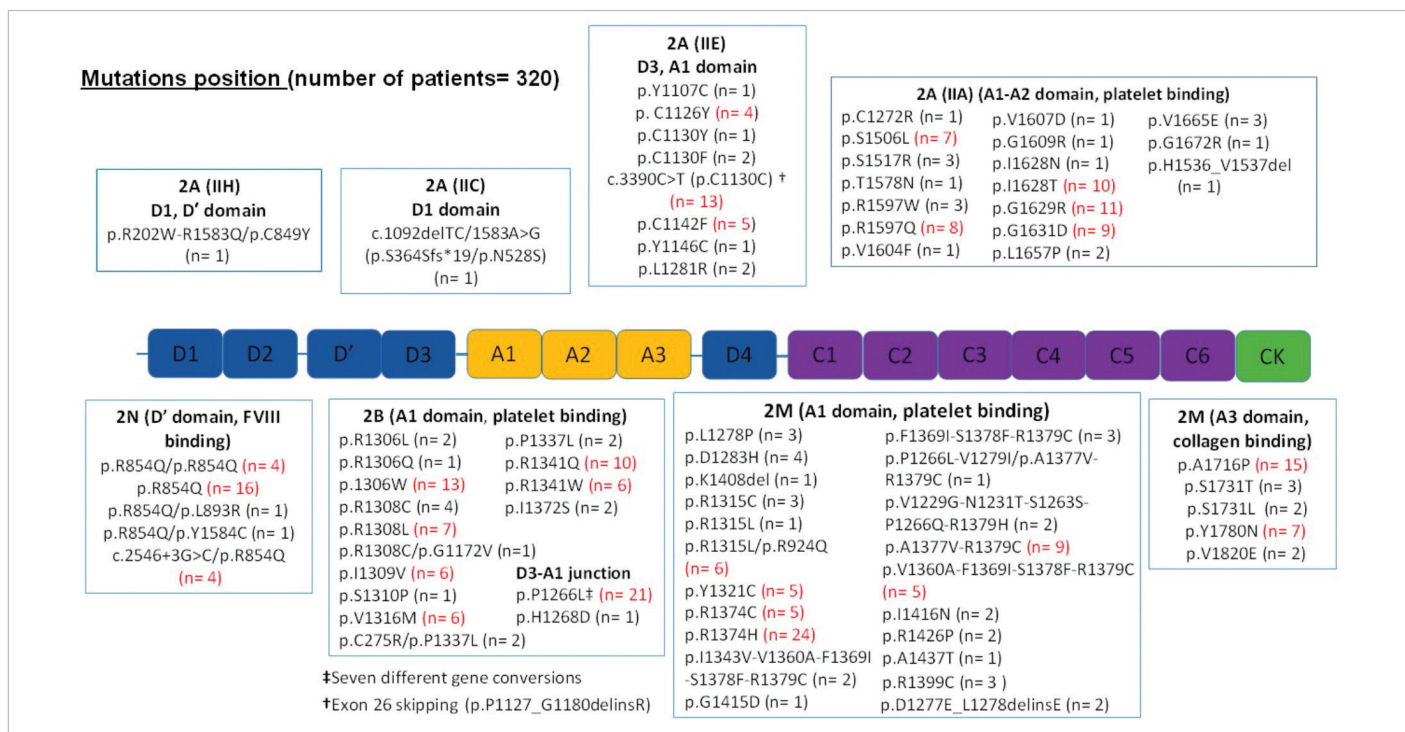 Mutations position (number of patients= 320)
2A (IIH)
D1, D’ domain
p.R202W-R1583Q/p.C849Y
(n= 1)
2A (IIC)
D1 domain
c.1092delTC/1583A>G
(p.S364Sfs*19/p.N528S)
(n= 1)
2A (IIE)
D3, A1 domain
p.Y1107C (n= 1)
p. C1126Y (n= 4)
p.C1130Y (n= 1)
p.C1130F (n= 2)
c.3390C>T (p.C1130C) †
(n= 13)
p.C1142F (n= 5)
p.Y1146C (n= 1)
p.L1281R (n= 2)
2A (IIA) (A1-A2 domain, platelet binding)
p.C1272R (n= 1)
p.S1506L (n= 7)
p.S1517R (n= 3)
p.T1578N (n= 1)
p.R1597W (n= 3)
p.R1597Q (n= 8)
p.V1604F (n= 1)
p.V1607D (n= 1)
p.G1609R (n= 1)
p.I1628N (n= 1)
p.I1628T (n= 10)
p.G1629R (n= 11)
p.G1631D (n= 9)
p.L1657P (n= 2)
p.V1665E (n= 3)
p.G1672R (n= 1)
p.H1536_V1537del
(n= 1)
D1 D2 D’ D3 A1 A2 A3 D4 C1 C2 C3 C4 C5 C6 CK
2N (D’ domain, FVIII
binding)
p.R854Q/p.R854Q (n= 4)
p.R854Q (n= 16)
p.R854Q/p.L893R (n= 1)
p.R854Q/p.Y1584C (n= 1)
c.2546+3G>C/p.R854Q
(n= 4)
2B (A1 domain, platelet binding)
p.R1306L (n= 2)
p.R1306Q (n= 1)
p.1306W (n= 13)
p.R1308C (n= 4)
p.R1308L (n= 7)
p.R1308C/p.G1172V (n=1)
p.I1309V (n= 6)
p.S1310P (n= 1)
p.V1316M (n= 6)
p.C275R/p.P1337L (n= 2)
p.P1337L (n= 2)
p.R1341Q (n= 10)
p.R1341W (n= 6)
p.I1372S (n= 2)
D3-A1 junction
p.P1266L‡ (n= 21)
p.H1268D (n= 1)
‡Seven different gene conversions
†Exon 26 skipping (p.P1127_G1180delinsR)
2M (A1 domain, platelet binding)
p.L1278P (n= 3)
p.D1283H (n= 4)
p.K1408del (n= 1)
p.R1315C (n= 3)
p.R1315L (n= 1)
p.R1315L/p.R924Q
(n= 6)
p.Y1321C (n= 5)
p.R1374C (n= 5)
p.R1374H (n= 24)
p.I1343V-V1360A-F1369I
-S1378F-R1379C (n= 2)
p.G1415D (n= 1)
p.F1369I-S1378F-R1379C (n= 3)
p.P1266L-V1279I/p.A1377V-
R1379C (n= 1)
p.V1229G-N1231T-S1263S-
P1266Q-R1379H (n= 2)
p.A1377V-R1379C (n= 9)
p.V1360A-F1369I-S1378F-R1379C
(n= 5)
p.I1416N (n= 2)
p.R1426P (n= 2)
p.A1437T (n= 1)
p.R1399C (n= 3 )
p.D1277E_L1278delinsE (n= 2)
2M (A3 domain,
collagen binding)
p.A1716P (n= 15)
p.S1731T (n= 3)
p.S1731L (n= 2)
p.Y1780N (n= 7)
p.V1820E (n= 2)